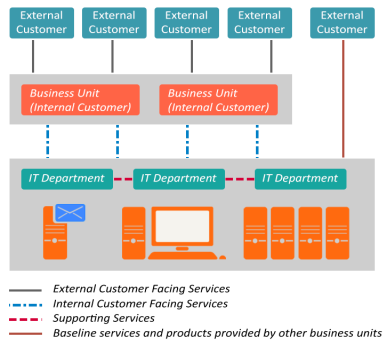 External
Customer
External
Customer
External
Customer
External
Customer
External
Customer
Business Unit
(Internal Customer)
Business Unit
(Internal Customer)
IT Department
IT Department
IT Department
External Customer Facing Services
Internal Customer Facing Services
Supporting Services
Baseline services and products provided by other business units